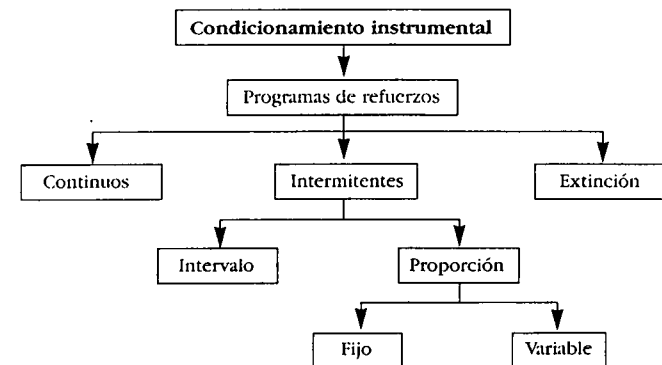 Condicionamiento instrumental
Programas de refuerzos
Continuos
Intermitentes
Extinción
Intervalo
Proporción
Fijo
Variable